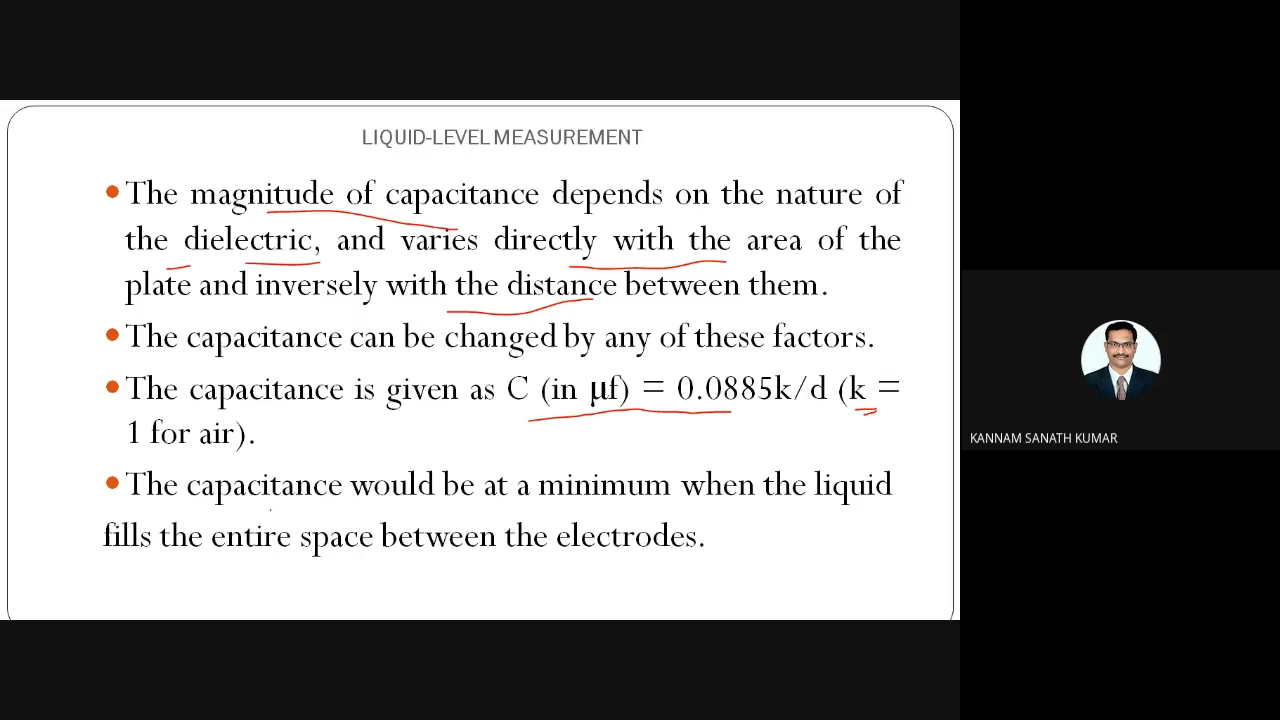 LIQUID-LEVEL MEASUREMENT
• The magnitude of capacitance depends on the nature of
the dielectric, and varies directly with the area of the
plate and inversely with the distance between them.
• The capacitance can be changed by any of these factors.
• The capacitance is given as C (in µf) = 0.0885k/d (k =
1 for air).
• The capacitance would be at a minimum when the liquid
fills the entire space between the electrodes.
KANNAM SANATH KUMAR